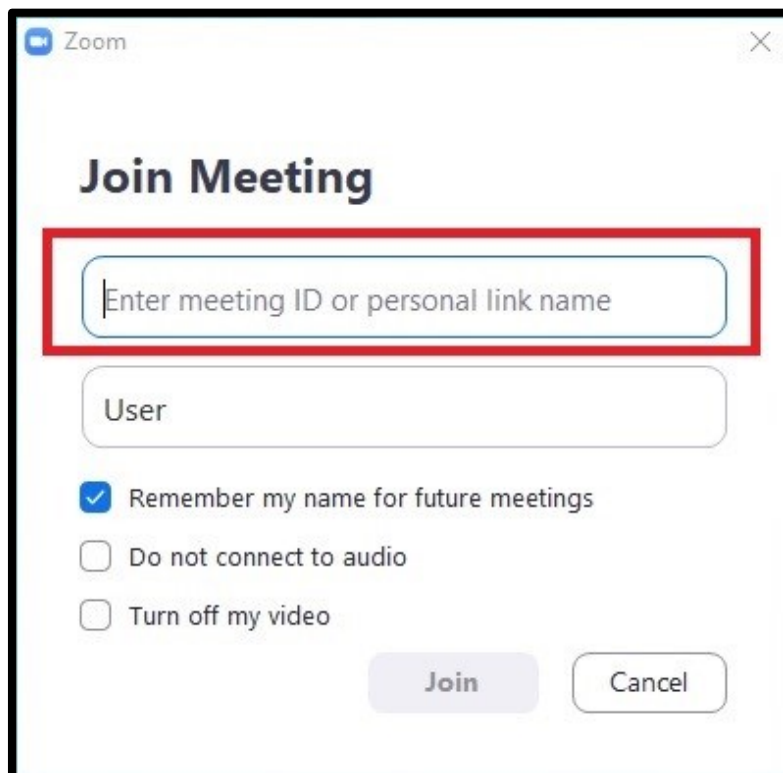 Zoom
Join Meeting
Enter meeting ID or personal link name
User
Remember my name for future meetings
Do not connect to audio
Turn off my video
Join Cancel